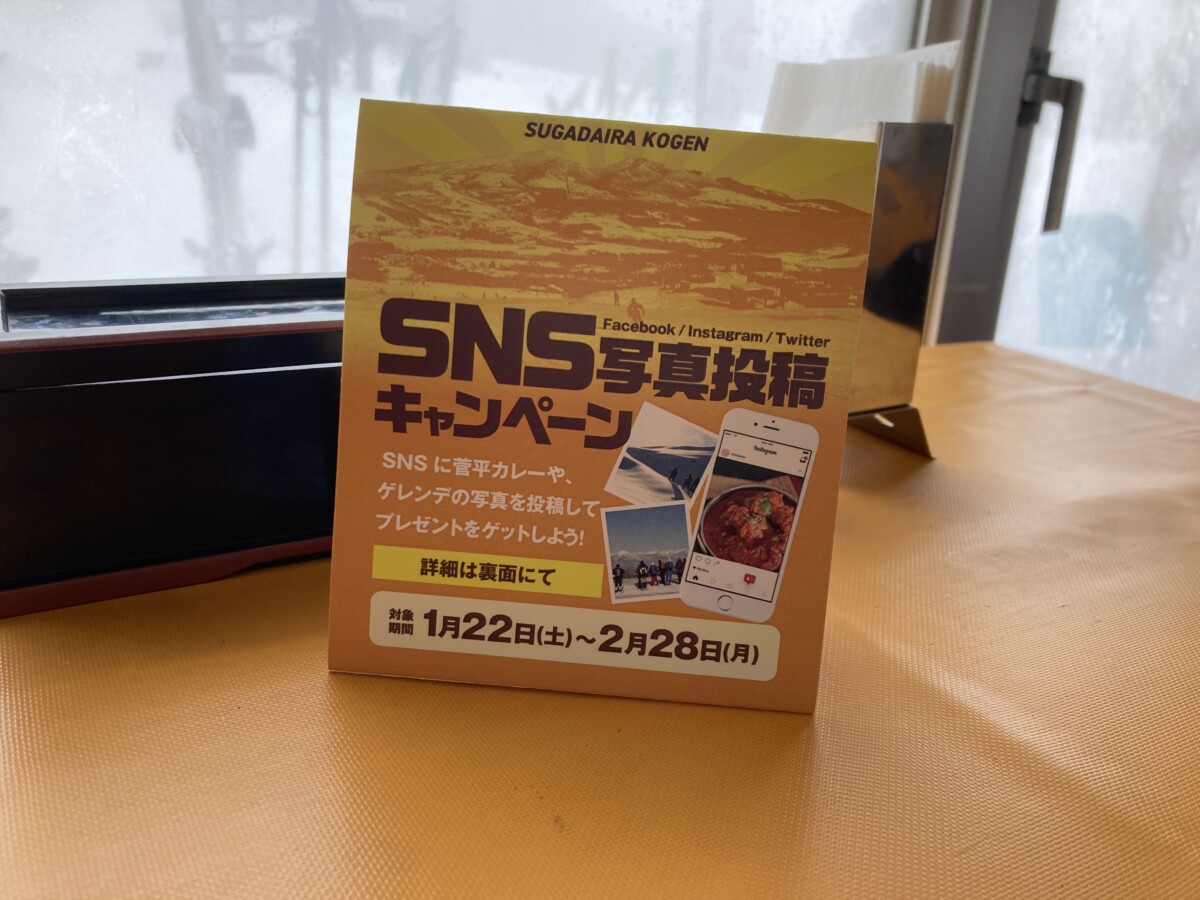 SUGADAIRA KOGEN
Facebook / Instagram / Twitter
SNS写真投稿
キャンペーン
SNSに菅平カレーや、
ゲレンデの写真を投稿して
プレゼントをゲットしよう!
Instagram
詳細は裏面にて
対象
期間
1月22日(土)~2月28日(月)